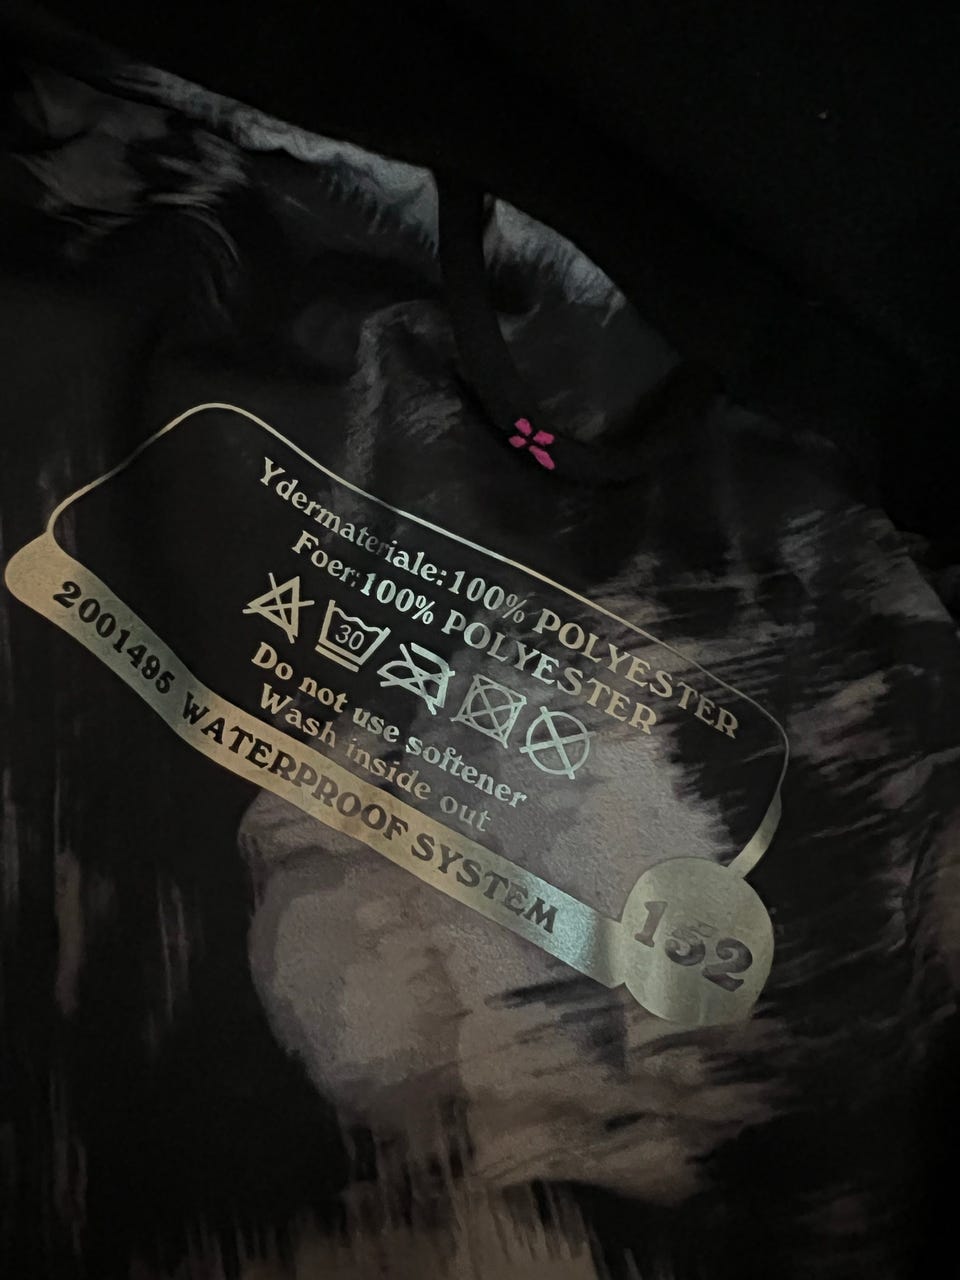 Ydermateriale:100% POLYESTER
Foer:100% POLYESTER
30
Do not use softener
Wash inside out
2001495 WATERPROOF SYSTEM
152